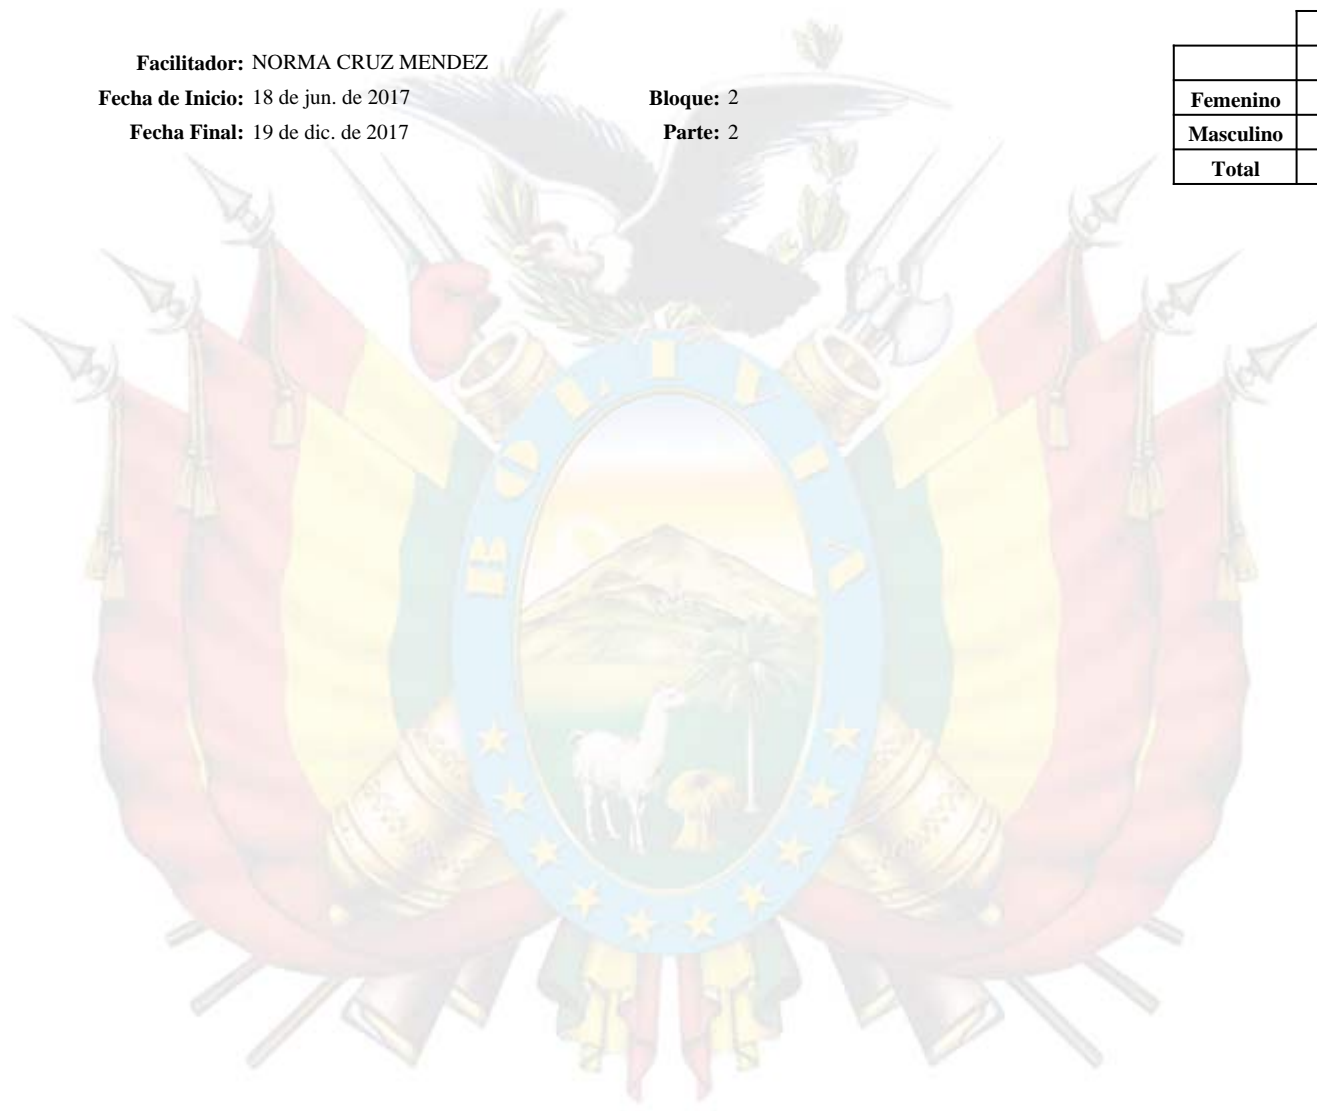 Facilitador: NORMA CRUZ MENDEZ
Fecha de Inicio: 18 de jun. de 2017 Bloque: 2
Fecha Final: 19 de dic. de 2017 Parte: 2
Femenino
Masculino
Total
BOLIVIA